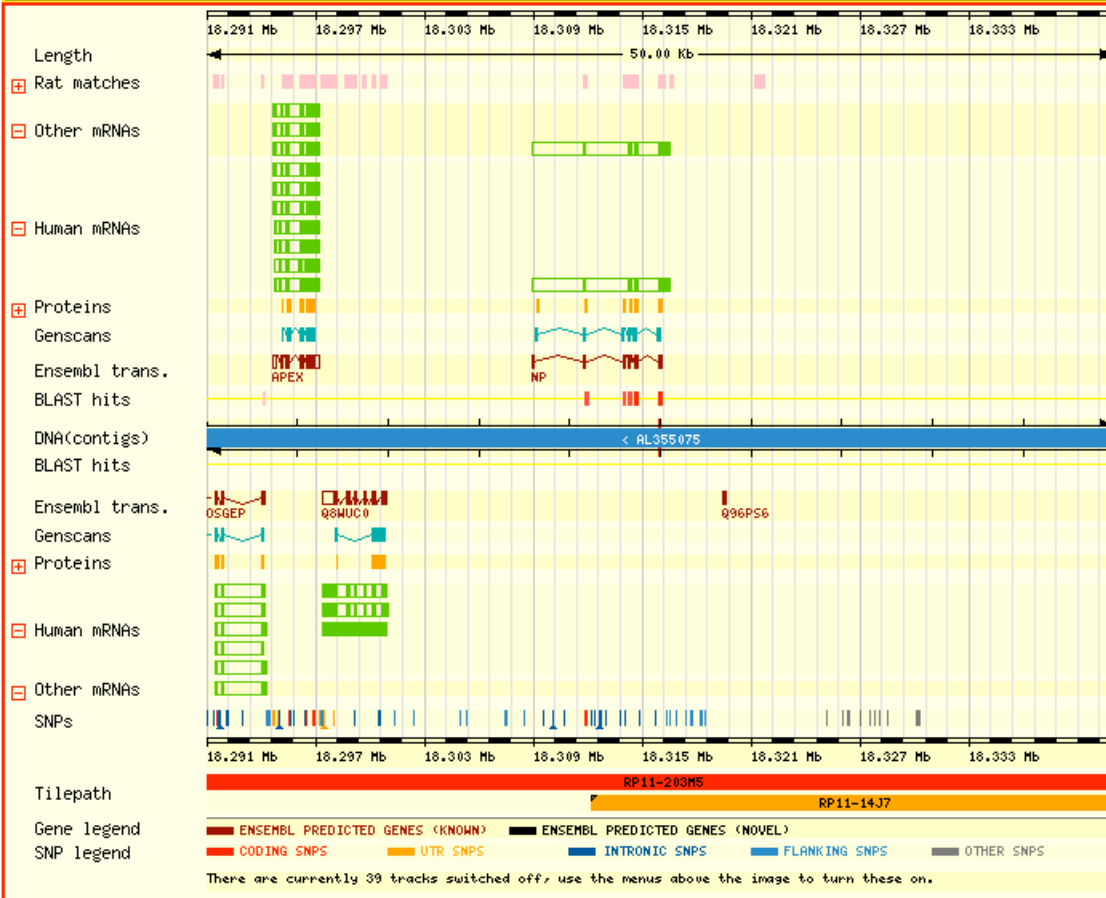 18.291 Mb 18.297 Mb 18.303 Mb 18.309 Mb 18.315 Mb 18.321 Mb 18.327 Mb 18.333 Mb
Length 50.00 Kb
Rat matches
Other mRNAs
Human mRNAs
Proteins
Genscans
Ensembl trans.
APEX NP
BLAST hits
DNA(contigs) < AL355075
BLAST hits
Ensembl trans.
OSGEP Q8WUC0 Q96PS6
Genscans
Proteins
Human mRNAs
Other mRNAs
SNPs
18.291 Mb 18.297 Mb 18.303 Mb 18.309 Mb 18.315 Mb 18.321 Mb 18.327 Mb 18.333 Mb
RP11-203M5
Tilepath
RP11-14J7
Gene legend ENSEMBL PREDICTED GENES (KNOWN) ENSEMBL PREDICTED GENES (NOVEL)
SNP legend CODING SNPS UTR SNPS INTRONIC SNPS FLANKING SNPS OTHER SNPS
There are currently 39 tracks switched off, use the menus above the image to turn these on.